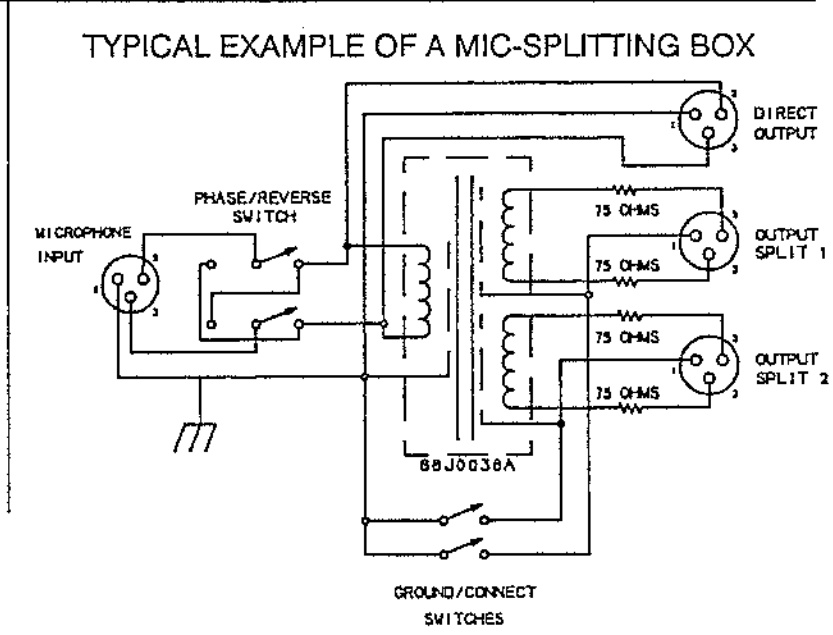 TYPICAL EXAMPLE OF A MIC-SPLITTING BOX
DIRECT
OUTPUT
PHASE/REVERSE
SWITCH
MICROPHONE
INPUT
75 OHMS
OUTPUT
SPLIT 1
75 OHMS
75 OHMS
OUTPUT
SPLIT 2
75 OHMS
GROUND/CONNECT
SWITCHES